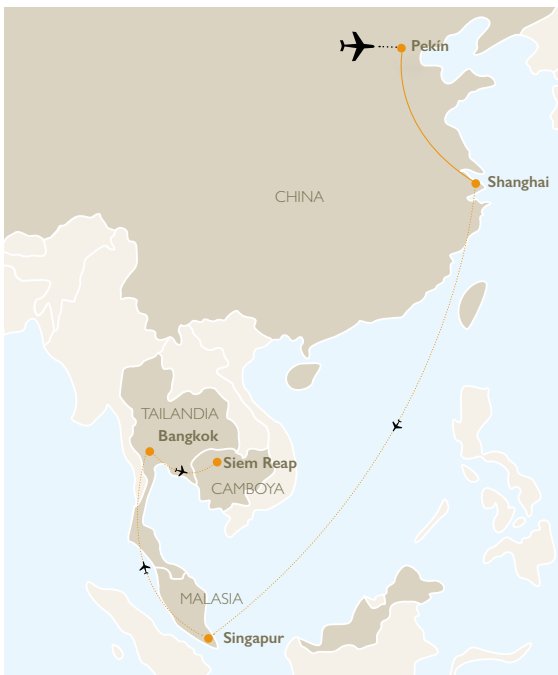 Pekín
Shanghai
CHINA
TAILANDIA
Bangkok
Siem Reap
CAMBOYA
MALASIA
Singapur